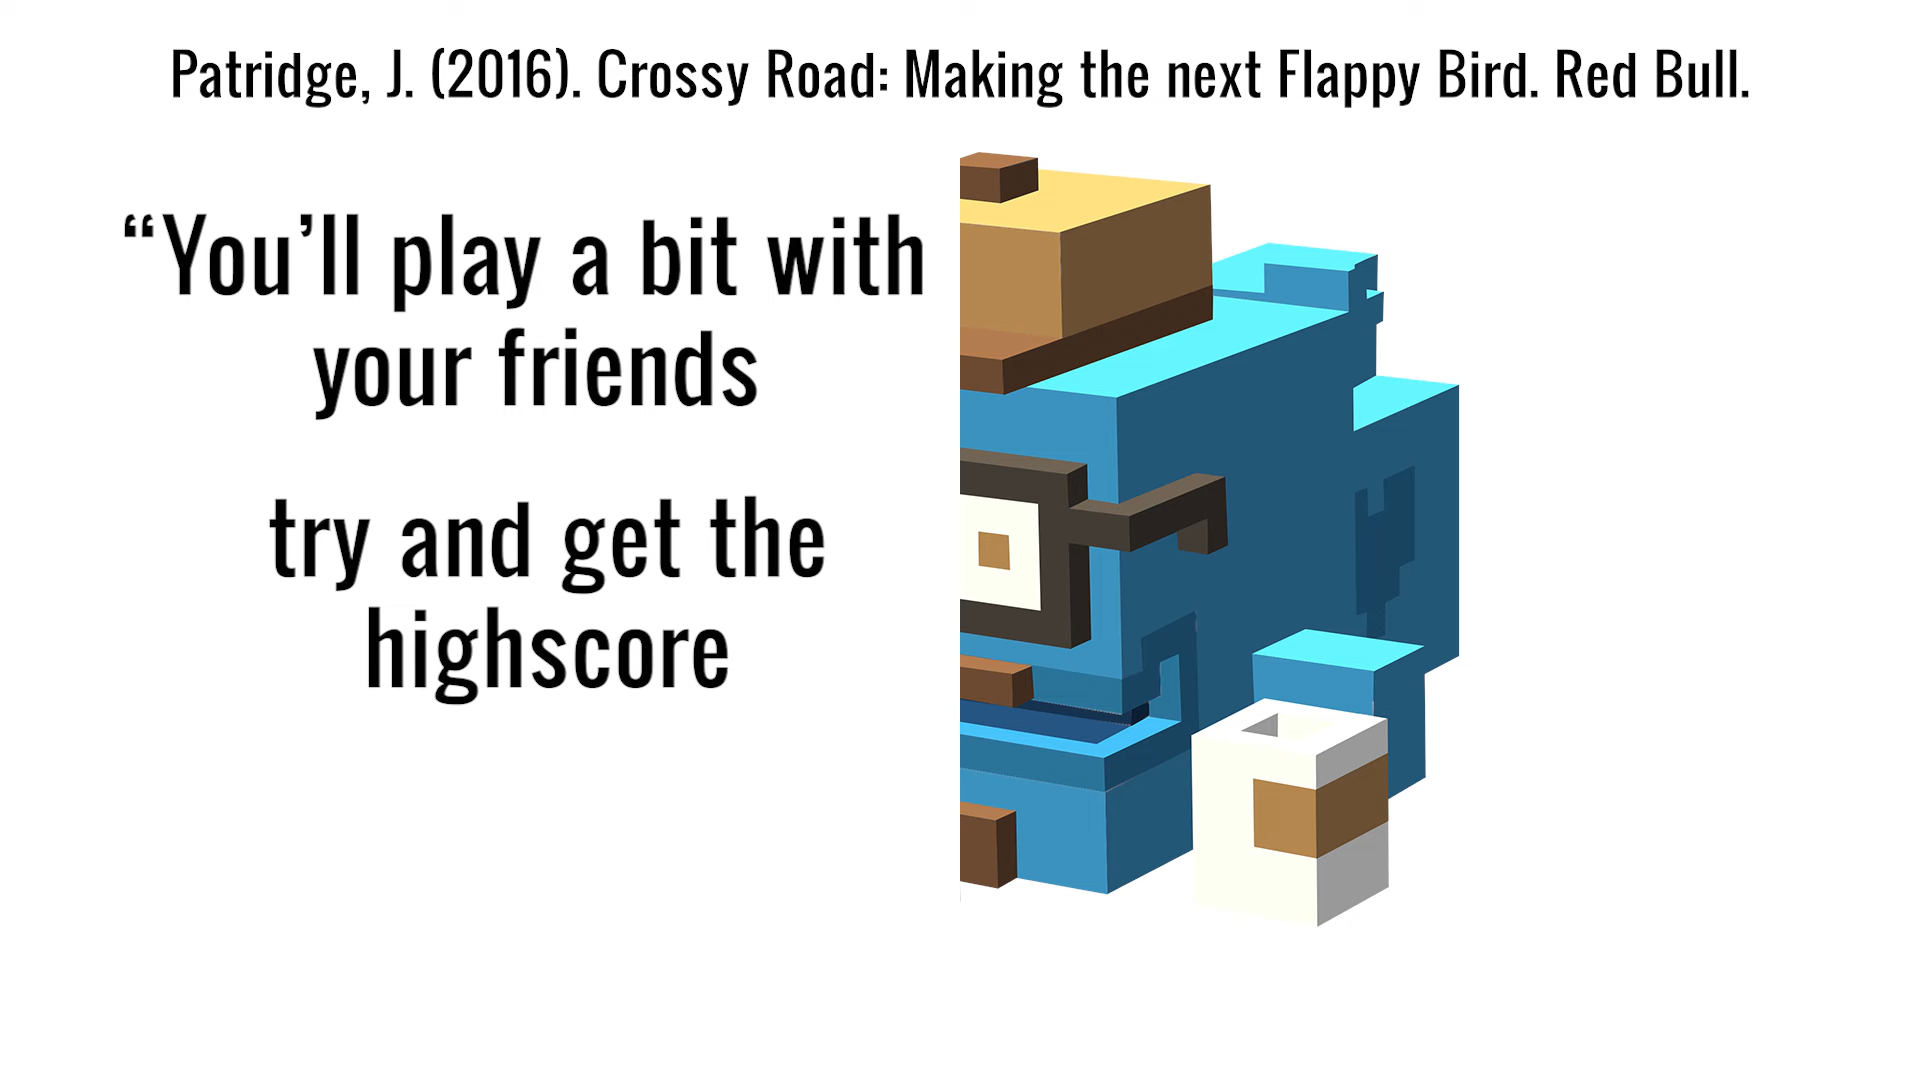 Patridge, J. (2016). Crossy Road: Making the next Flappy Bird. Red Bull.
“You’ll play a bit with
your friends
try and get the
highscore